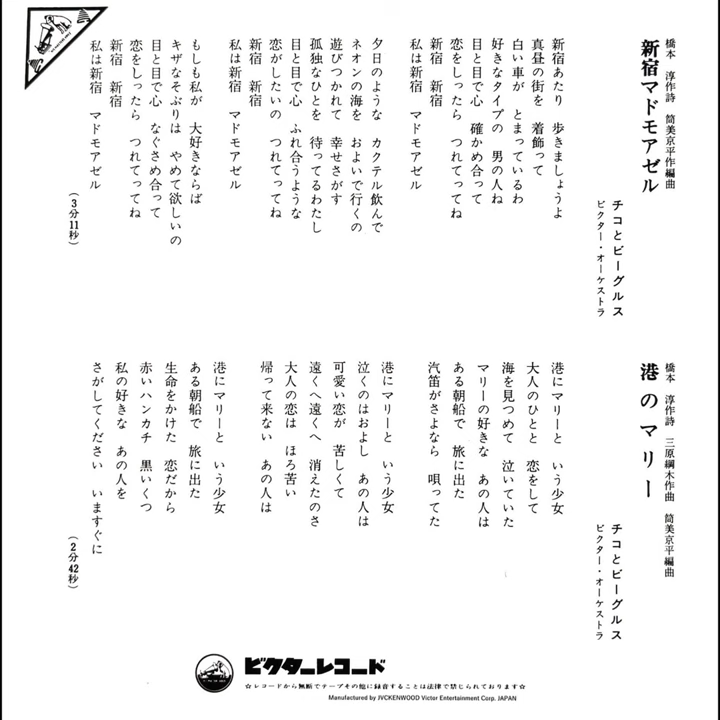 橋本 淳作詩 筒美京平作編曲
新宿マドモアゼル
チコとビーグルス
ビクター・オーケストラ
新宿あたり 歩きましょうよ
真昼の街を 着飾って
白い車が とまっているわ
好きなタイプの 男の人ね
目と目で心 確かめ合って
恋をしったら つれてってね
新宿 新宿
私は新宿 マドモアゼル
夕日のような カクテル飲んで
ネオンの海を およいで行くの
遊びつかれて 幸せさがす
孤独なひとを 待ってるわたし
目と目で心 ふれ合うような
恋がしたいの つれてってね
新宿 新宿
私は新宿 マドモアゼル
もしも私が 大好きならば
キザなそぶりは やめて欲しいの
目と目で心 なぐさめ合って
恋をしったら つれてってね
新宿 新宿
私は新宿 マドモアゼル
(3分11秒)
橋本 淳作詩 三原綱木作曲 筒美京平編曲
港のマリー
チコとビーグルス
ビクター・オーケストラ
港にマリーと いう少女
大人のひとと 恋をして
海を見つめて 泣いていた
マリーの好きな あの人は
ある朝船で 旅に出た
汽笛がさよなら 唄ってた
港にマリーと いう少女
泣くのはおよし あの人は
可愛い恋が 苦しくて
遠くへ遠くへ 消えたのさ
大人の恋は ほろ苦い
帰って来ない あの人は
港にマリーと いう少女
ある朝船で 旅に出た
生命をかけた 恋だから
赤いハンカチ 黒いくつ
私の好きな あの人を
さがしてください いますぐに
(2分42秒)
ビクターレコード
☆レコードから無断でテープその他に録音することは法律で禁じられております☆
Manufactured by JVCKENWOOD Victor Entertainment Corp. JAPAN